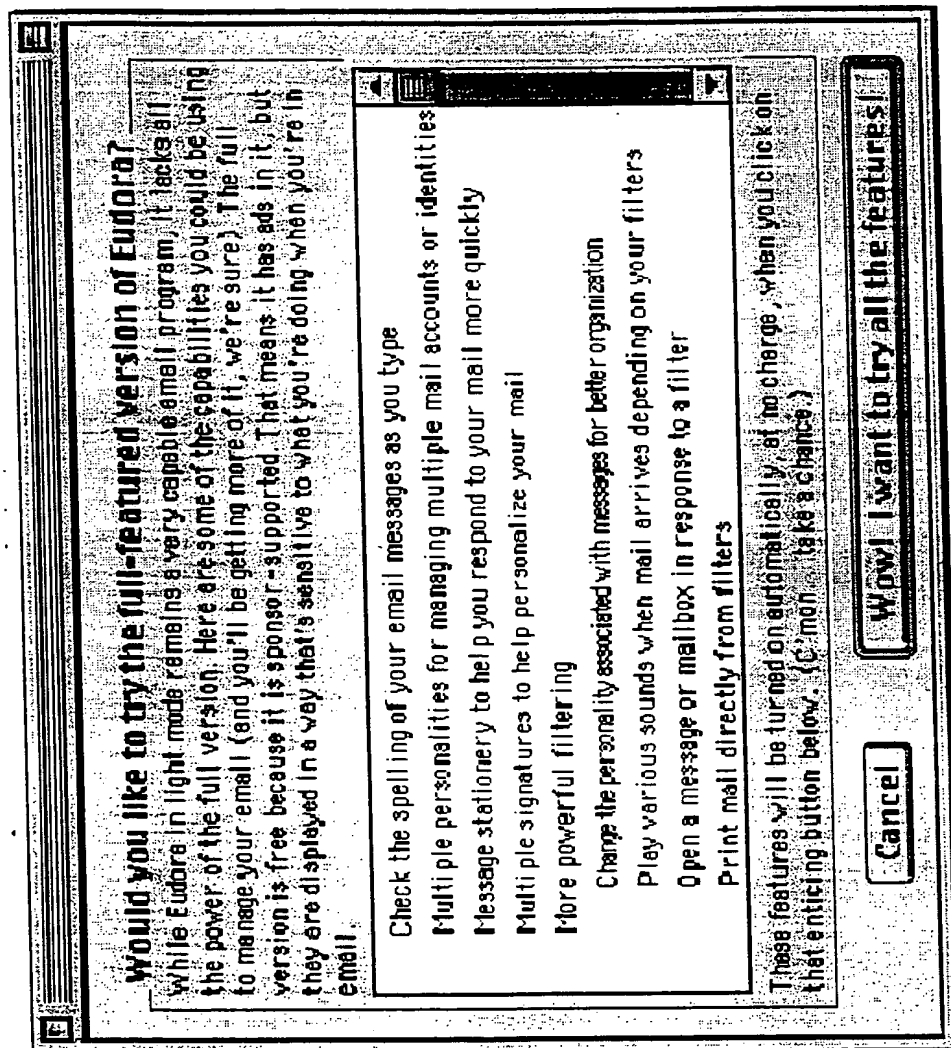 Would you like to try the full-featured version of Eudora?
While Eudora in light mode remains a very capable email program, it lacks all
the power of the full version. Here are some of the capabilities you could be using
to manage your email (and you'll be getting more of it, we're sure). The full
version is free because it is sponsor-supported. That means it has ads in it, but
they are displayed in a way that's sensitive to what you're doing when you're in
email.
Check the spelling of your email messages as you type
Multiple personalities for managing multiple mail accounts or identities
Message stationery to help you respond to your mail more quickly
Multiple signatures to help personalize your mail
More powerful filtering
Change the personality associated with messages for better organization
Play various sounds when mail arrives depending on your filters
Open a message or mailbox in response to a filter
Print mail directly from filters
These features will be turned on automatically, at no charge, when you click on
that enticing button below. (C'mon, take a chance.)
Cancel
Wow! I want to try all the features!